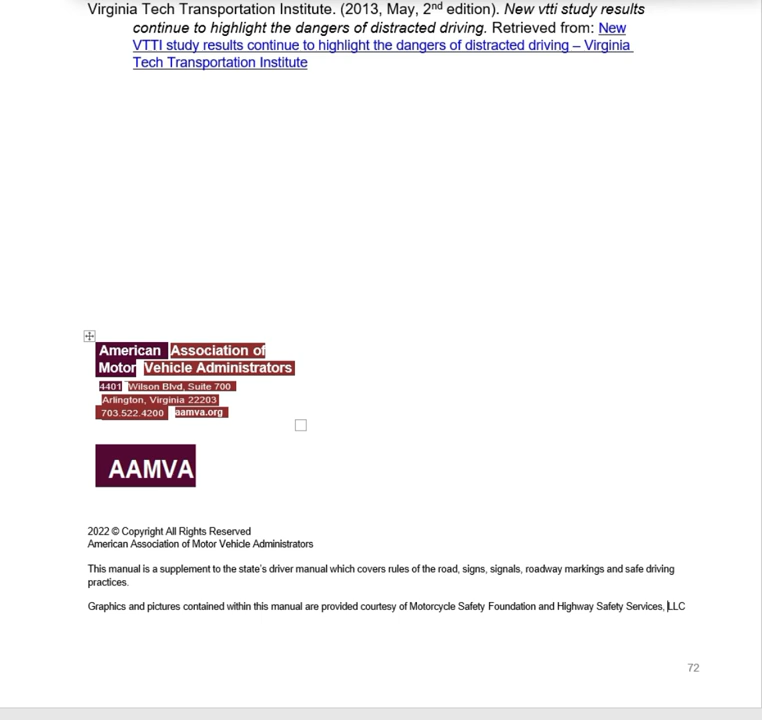 Virginia Tech Transportation Institute. (2013, May, 2nd edition). New vtti study results
continue to highlight the dangers of distracted driving. Retrieved from: New
VTTI study results continue to highlight the dangers of distracted driving – Virginia
Tech Transportation Institute
American Association of
Motor Vehicle Administrators
4401 Wilson Blvd, Suite 700
Arlington, Virginia 22203
703.522.4200 aamva.org
AAMVA
2022 © Copyright All Rights Reserved
American Association of Motor Vehicle Administrators
This manual is a supplement to the state's driver manual which covers rules of the road, signs, signals, roadway markings and safe driving
practices.
Graphics and pictures contained within this manual are provided courtesy of Motorcycle Safety Foundation and Highway Safety Services, LLC
72